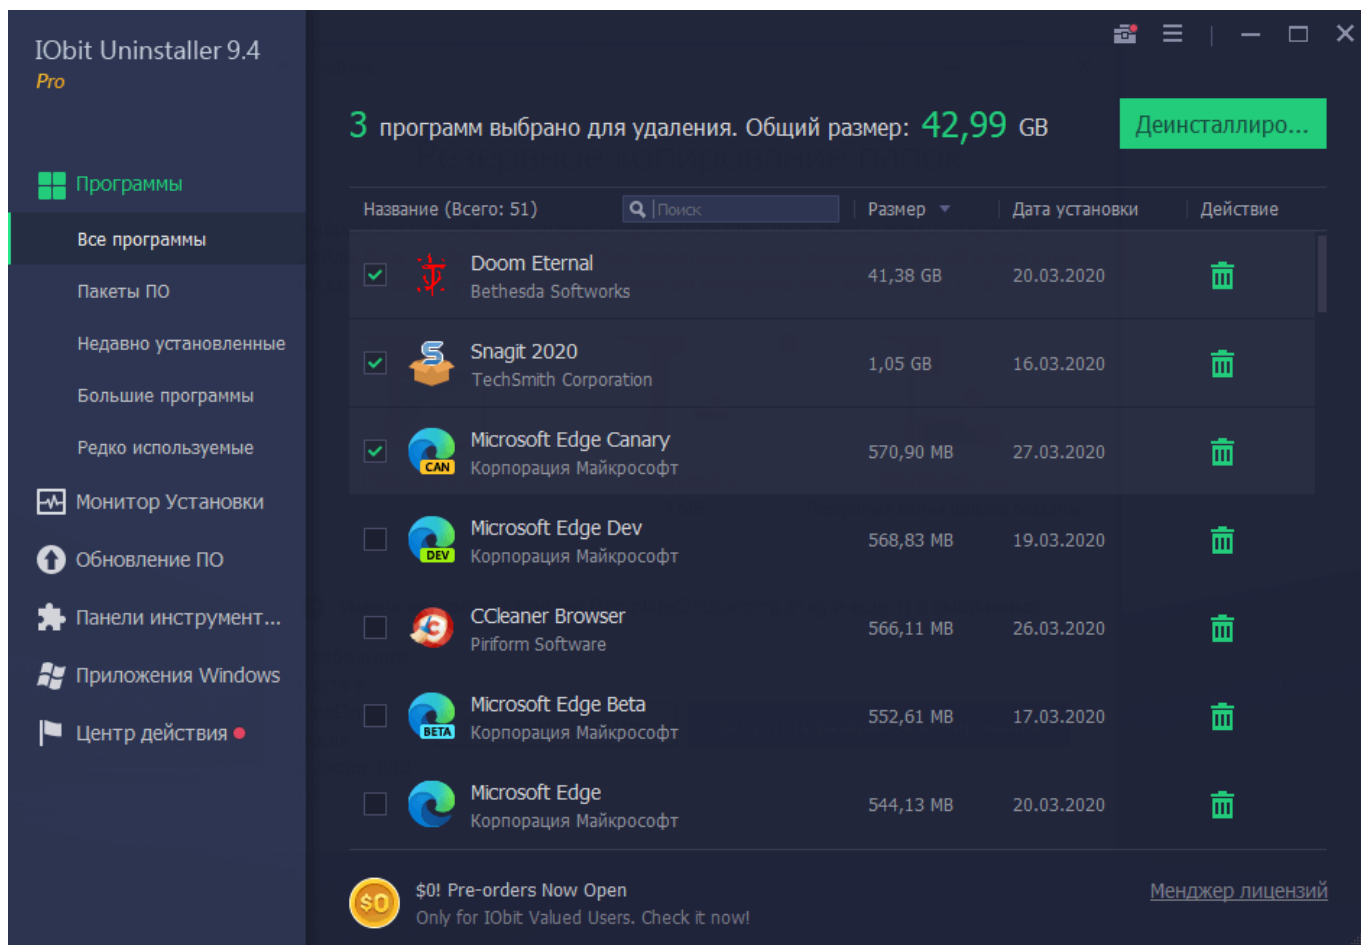 IObit Uninstaller 9.4
Pro
3 программ выбрано для удаления. Общий размер: 42,99 GB
Деинсталлиро...
Программы
Все программы
Пакеты ПО
Недавно установленные
Большие программы
Редко используемые
Монитор Установки
Обновление ПО
Панели инструмент...
Приложения Windows
Центр действия
Название (Всего: 51) Поиск Размер Дата установки Действие
Doom Eternal
Bethesda Softworks
41,38 GB 20.03.2020
Snagit 2020
TechSmith Corporation
1,05 GB 16.03.2020
Microsoft Edge Canary
Корпорация Майкрософт
CAN
570,90 MB 27.03.2020
Microsoft Edge Dev
Корпорация Майкрософт
DEV
568,83 MB 19.03.2020
CCleaner Browser
Piriform Software
566,11 MB 26.03.2020
Microsoft Edge Beta
Корпорация Майкрософт
BETA
552,61 MB 17.03.2020
Microsoft Edge
Корпорация Майкрософт
544,13 MB 20.03.2020
$0
$0! Pre-orders Now Open
Only for IObit Valued Users. Check it now!
Менджер лицензий